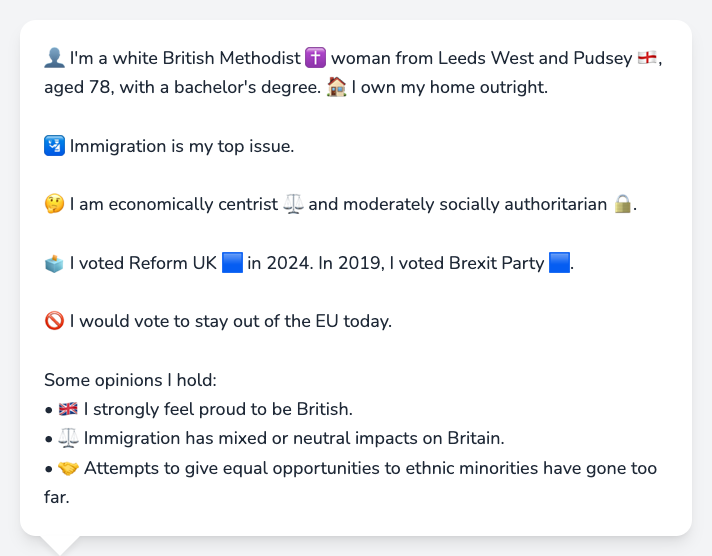 👤 I'm a white British Methodist ✝️ woman from Leeds West and Pudsey 🏴󠁧󠁢󠁥󠁮󠁧󠁿,
aged 78, with a bachelor's degree. 🏠 I own my home outright.
🛂 Immigration is my top issue.
🤔 I am economically centrist ⚖️ and moderately socially authoritarian 🔒.
🗳️ I voted Reform UK 🟦 in 2024. In 2019, I voted Brexit Party 🟦.
🚫 I would vote to stay out of the EU today.
Some opinions I hold:
• 🇬🇧 I strongly feel proud to be British.
• ⚖️ Immigration has mixed or neutral impacts on Britain.
• 🤝 Attempts to give equal opportunities to ethnic minorities have gone too
far.